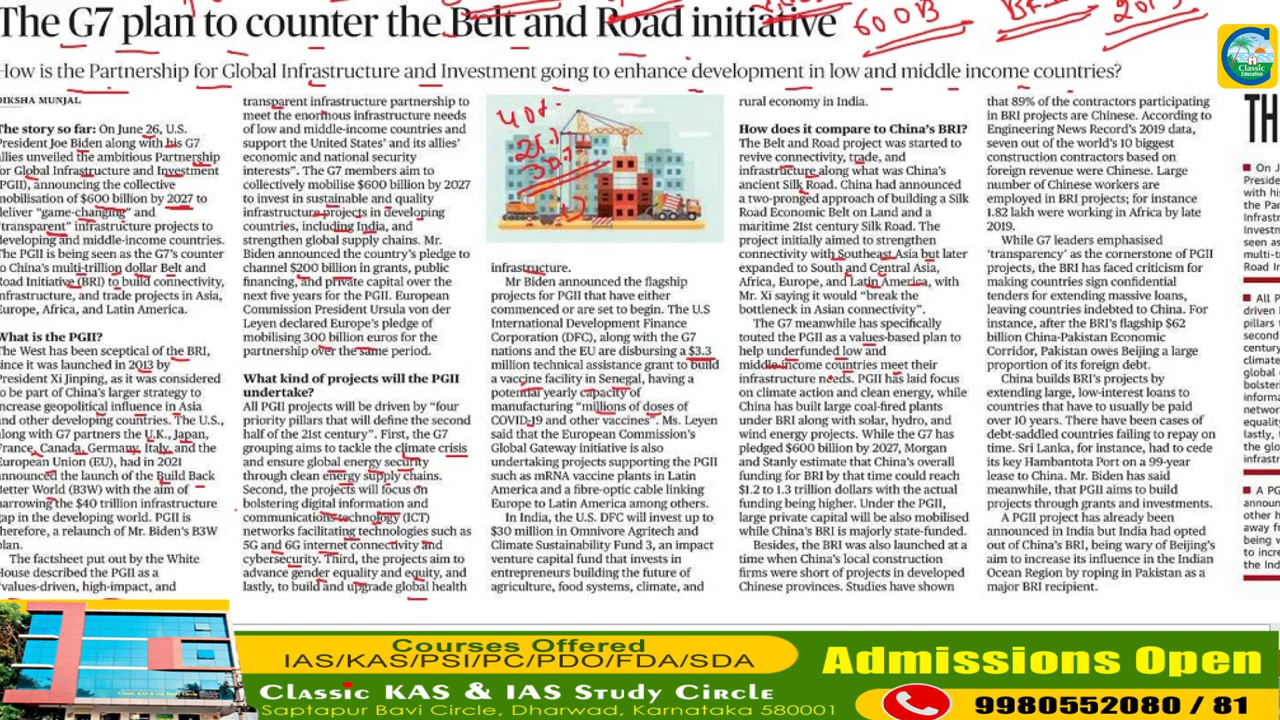 The G7 plan to counter the Belt and Road initiative
600B
How is the Partnership for Global Infrastructure and Investment going to enhance development in low and middle income countries?
Classic
Education
DIKSHA MUNJAL
The story so far: On June 26, U.S.
President Joe Biden along with his G7
allies unveiled the ambitious Partnership
for Global Infrastructure and Investment
(PGII), announcing the collective
mobilisation of $600 billion by 2027 to
deliver “game-changing” and
“transparent” infrastructure projects to
developing and middle-income countries.
The PGII is being seen as the G7’s counter
to China’s multi-trillion dollar Belt and
Road Initiative (BRI) to build connectivity,
infrastructure, and trade projects in Asia,
Europe, Africa, and Latin America.
What is the PGII?
The West has been sceptical of the BRI,
since it was launched in 2013 by
President Xi Jinping, as it was considered
to be part of China’s larger strategy to
increase geopolitical influence in Asia
and other developing countries. The U.S.,
along with G7 partners the U.K., Japan,
France, Canada, Germany, Italy, and the
European Union (EU), had in 2021
announced the launch of the Build Back
Better World (B3W) with the aim of
narrowing the $40 trillion infrastructure
gap in the developing world. PGII is
therefore, a relaunch of Mr. Biden’s B3W
plan.
The factsheet put out by the White
House described the PGII as a
“values-driven, high-impact, and
transparent infrastructure partnership to
meet the enormous infrastructure needs
of low and middle-income countries and
support the United States’ and its allies’
economic and national security
interests”. The G7 members aim to
collectively mobilise $600 billion by 2027
to invest in sustainable and quality
infrastructure projects in developing
countries, including India, and
strengthen global supply chains. Mr.
Biden announced the country’s pledge to
channel $200 billion in grants, public
financing, and private capital over the
next five years for the PGII. European
Commission President Ursula von der
Leyen declared Europe’s pledge of
mobilising 300 billion euros for the
partnership over the same period.
What kind of projects will the PGII
undertake?
All PGII projects will be driven by “four
priority pillars that will define the second
half of the 21st century”. First, the G7
grouping aims to tackle the climate crisis
and ensure global energy security
through clean energy supply chains.
Second, the projects will focus on
bolstering digital information and
communications technology (ICT)
networks facilitating technologies such as
5G and 6G internet connectivity and
cybersecurity. Third, the projects aim to
advance gender equality and equity, and
lastly, to build and upgrade global health
infrastructure.
Mr Biden announced the flagship
projects for PGII that have either
commenced or are set to begin. The U.S
International Development Finance
Corporation (DFC), along with the G7
nations and the EU are disbursing a $3.3
million technical assistance grant to build
a vaccine facility in Senegal, having a
potential yearly capacity of
manufacturing “millions of doses of
COVID-19 and other vaccines”. Ms. Leyen
said that the European Commission’s
Global Gateway initiative is also
undertaking projects supporting the PGII
such as mRNA vaccine plants in Latin
America and a fibre-optic cable linking
Europe to Latin America among others.
In India, the U.S. DFC will invest up to
$30 million in Omnivore Agritech and
Climate Sustainability Fund 3, an impact
venture capital fund that invests in
entrepreneurs building the future of
agriculture, food systems, climate, and
rural economy in India.
How does it compare to China’s BRI?
The Belt and Road project was started to
revive connectivity, trade, and
infrastructure along what was China’s
ancient Silk Road. China had announced
a two-pronged approach of building a Silk
Road Economic Belt on Land and a
maritime 21st century Silk Road. The
project initially aimed to strengthen
connectivity with Southeast Asia but later
expanded to South and Central Asia,
Africa, Europe, and Latin America, with
Mr. Xi saying it would “break the
bottleneck in Asian connectivity”.
The G7 meanwhile has specifically
touted the PGII as a values-based plan to
help underfunded low and
middle-income countries meet their
infrastructure needs. PGII has laid focus
on climate action and clean energy, while
China has built large coal-fired plants
under BRI along with solar, hydro, and
wind energy projects. While the G7 has
pledged $600 billion by 2027, Morgan
and Stanly estimate that China’s overall
funding for BRI by that time could reach
$1.2 to 1.3 trillion dollars with the actual
funding being higher. Under the PGII,
large private capital will be also mobilised
while China’s BRI is majorly state-funded.
Besides, the BRI was also launched at a
time when China’s local construction
firms were short of projects in developed
Chinese provinces. Studies have shown
that 89% of the contractors participating
in BRI projects are Chinese. According to
Engineering News Record’s 2019 data,
seven out of the world’s 10 biggest
construction contractors based on
foreign revenue were Chinese. Large
number of Chinese workers are
employed in BRI projects; for instance
1.82 lakh were working in Africa by late
2019.
While G7 leaders emphasised
‘transparency’ as the cornerstone of PGII
projects, the BRI has faced criticism for
making countries sign confidential
tenders for extending massive loans,
leaving countries indebted to China. For
instance, after the BRI’s flagship $62
billion China-Pakistan Economic
Corridor, Pakistan owes Beijing a large
proportion of its foreign debt.
China builds BRI’s projects by
extending large, low-interest loans to
countries that have to usually be paid
over 10 years. There have been cases of
debt-saddled countries failing to repay on
time. Sri Lanka, for instance, had to cede
its key Hambantota Port on a 99-year
lease to China. Mr. Biden has said
meanwhile, that PGII aims to build
projects through grants and investments.
A PGII project has already been
announced in India but India had opted
out of China’s BRI, being wary of Beijing’s
aim to increase its influence in the Indian
Ocean Region by roping in Pakistan as a
major BRI recipient.
TH
On J
Preside
with his
the Par
Infrast
Investm
seen as
multi-t
Road I
All P
driven
pillars
second
century
climate
global
bolster
informa
network
equalit
lastly,
the glo
infrastr
A PG
announ
other h
away f
being w
to incre
the Ind
Courses Offered
IAS/KAS/PSI/PC/PDO/FDA/SDA
Classic KAS & IAS Study Circle
Saptapur Bavi Circle, Dharwad, Karnataka 580001
Admissions Open
9980552080 / 81